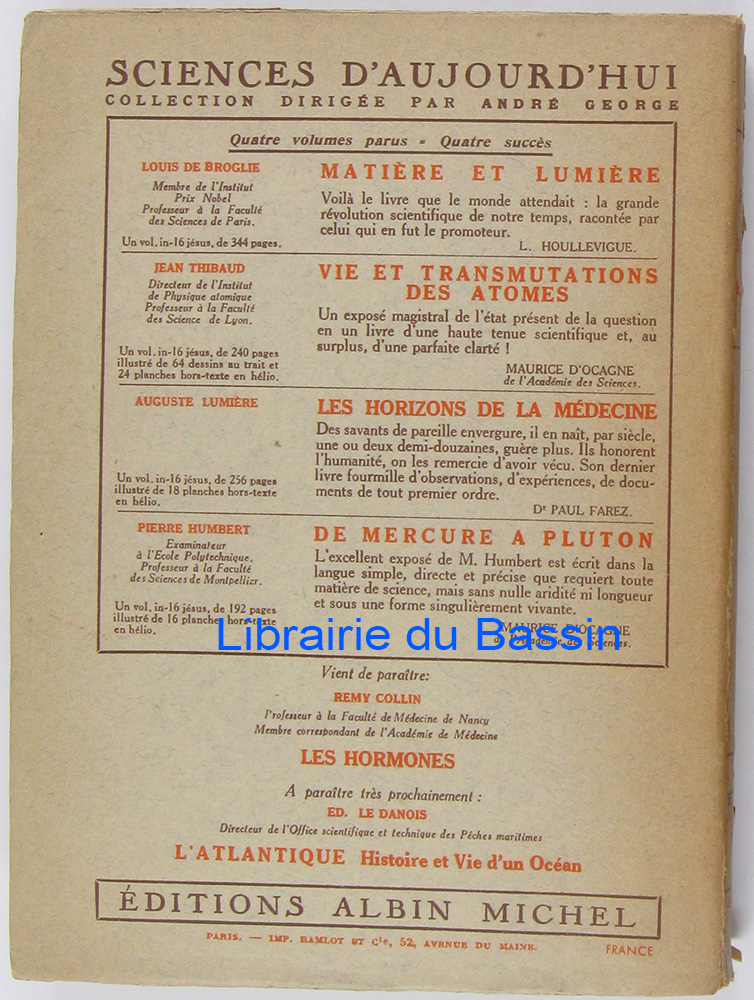 SCIENCES D'AUJOURD'HUI
COLLECTION DIRIGÉE PAR ANDRÉ GEORGE
Quatre volumes parus - Quatre succès
LOUIS DE BROGLIE
Membre de l'Institut
Prix Nobel
Professeur à la Faculté
des Sciences de Paris.
Un vol. in-16 jésus, de 344 pages.
MATIÈRE ET LUMIÈRE
Voilà le livre que le monde attendait : la grande
révolution scientifique de notre temps, racontée par
celui qui en fut le promoteur.
L. HOULLEVIGUE.
JEAN THIBAUD
Directeur de l'Institut
de Physique atomique
Professeur à la Faculté
des Science de Lyon.
Un vol. in-16 jésus, de 240 pages
illustré de 64 dessins au trait et
24 planches hors-texte en hélio.
VIE ET TRANSMUTATIONS
DES ATOMES
Un exposé magistral de l'état présent de la question
en un livre d'une haute tenue scientifique et, au
surplus, d'une parfaite clarté !
MAURICE D'OCAGNE
de l'Académie des Sciences.
AUGUSTE LUMIÈRE
Un vol. in-16 jésus, de 256 pages
illustré de 18 planches hors-texte
en hélio.
LES HORIZONS DE LA MÉDECINE
Des savants de pareille envergure, il en naît, par siècle,
une ou deux demi-douzaines, guère plus. Ils honorent
l'humanité, on les remercie d'avoir vécu. Son dernier
livre fourmille d'observations, d'expériences, de docu-
ments de tout premier ordre.
Dr PAUL FAREZ.
PIERRE HUMBERT
Examinateur
à l'Ecole Polytechnique.
Professeur à la Faculté
des Sciences de Montpellier.
Un vol. in-16 jésus, de 192 pages
illustré de 16 planches hors-texte
en hélio.
DE MERCURE A PLUTON
L'excellent exposé de M. Humbert est écrit dans la
langue simple, directe et précise que requiert toute
matière de science, mais sans nulle aridité ni longueur
et sous une forme singulièrement vivante.
MAURICE D'OCAGNE
de l'Académie des Sciences.
Librairie du Bassin
Vient de paraître:
REMY COLLIN
Professeur à la Faculté de Médecine de Nancy
Membre correspondant de l'Académie de Médecine
LES HORMONES
A paraître très prochainement :
ED. LE DANOIS
Directeur de l'Office scientifique et technique des Pêches maritimes
L'ATLANTIQUE Histoire et Vie d'un Océan
ÉDITIONS ALBIN MICHEL
PARIS. — IMP. RAMLOT ET Cie, 52, AVENUE DU MAINE.
FRANCE